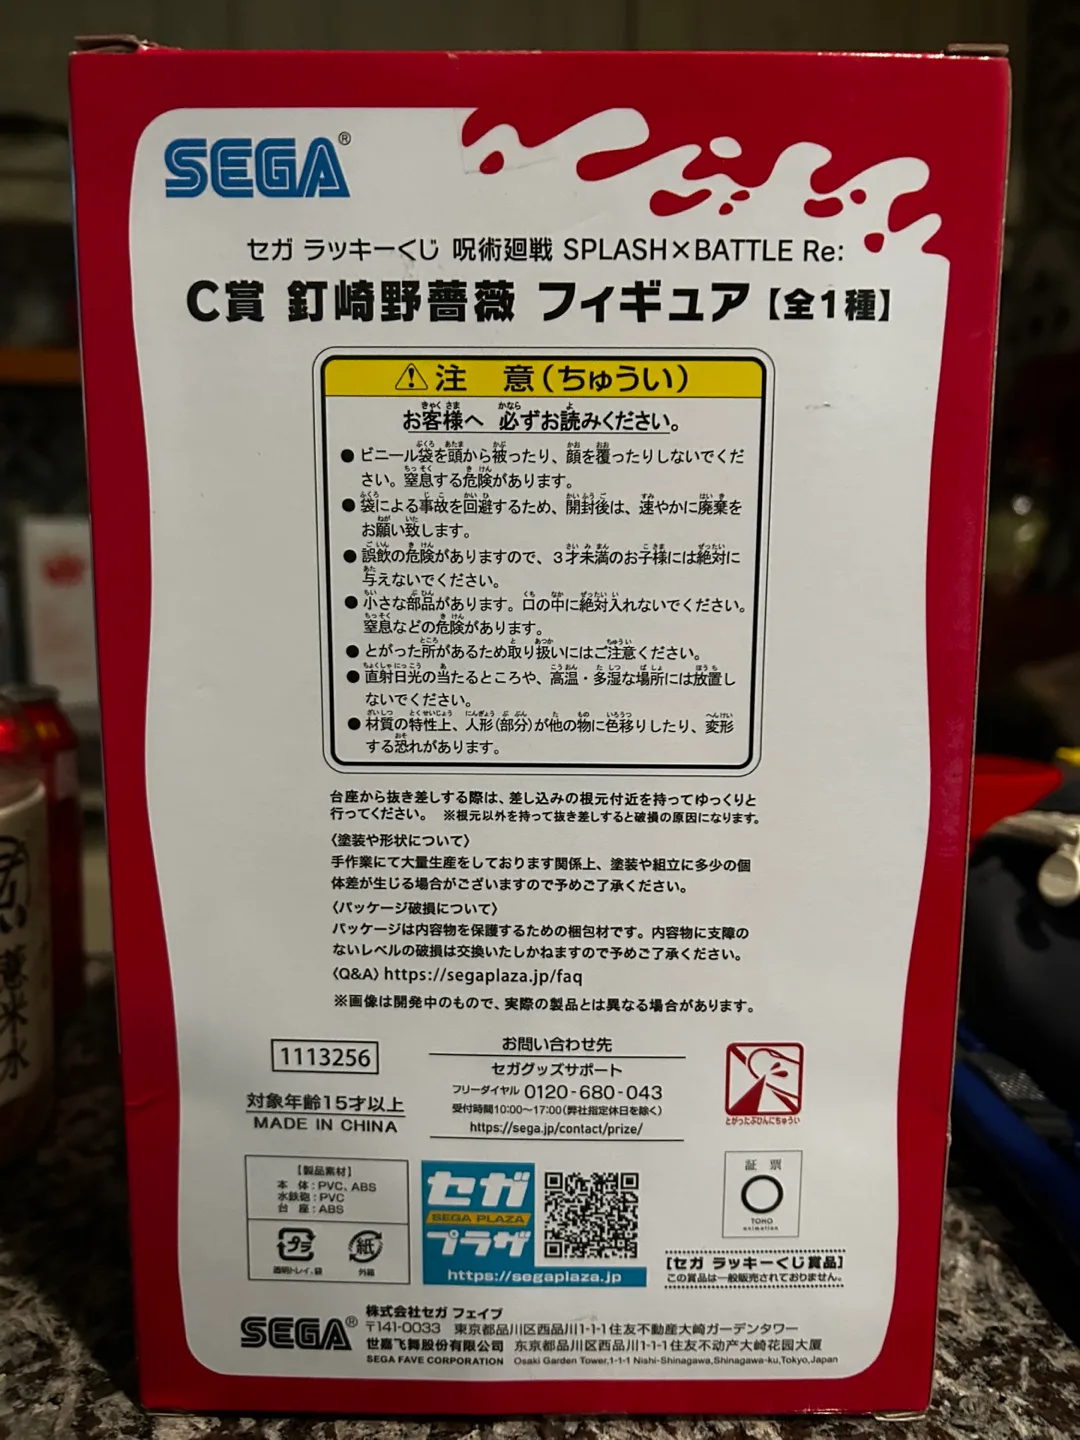 SEGA®
セガ ラッキーくじ 呪術廻戦 SPLASH×BATTLE Re:
C賞 釘崎野薔薇 フィギュア【全1種】
⚠注 意(ちゅうい)
お客様へ 必ずお読みください。
●ビニール袋を頭から被ったり、顔を覆ったりしないでくだ
さい。窒息する危険があります。
●袋による事故を回避するため、開封後は、速やかに廃棄を
お願い致します。
●誤飲の危険がありますので、3才未満のお子様には絶対に
与えないでください。
●小さな部品があります。口の中に絶対入れないでください。
窒息などの危険があります。
●とがった所があるため取り扱いにはご注意ください。
●直射日光の当たるところや、高温・多湿な場所には放置し
ないでください。
●材質の特性上、人形(部分)が他の物に色移りしたり、変形
する恐れがあります。
台座から抜き差しする際は、差し込みの根元付近を持ってゆっくりと
行ってください。 ※根元以外を持って抜き差しすると破損の原因になります。
〈塗装や形状について〉
手作業にて大量生産をしております関係上、塗装や組立に多少の個
体差が生じる場合がございますので予めご了承ください。
〈パッケージ破損について〉
パッケージは内容物を保護するための梱包材です。内容物に支障の
ないレベルの破損は交換いたしかねますので予めご了承ください。
〈Q&A〉https://segaplaza.jp/faq
※画像は開発中のもので、実際の製品とは異なる場合があります。
1113256
対象年齢15才以上
MADE IN CHINA
お問い合わせ先
セガグッズサポート
フリーダイヤル 0120-680-043
受付時間10:00〜17:00(弊社指定休日を除く)
https://sega.jp/contact/prize/
とがったぶひんにちゅうい
【製品素材】
本 体:PVC、ABS
水鉄砲:PVC
台 座:ABS
プラ
透明トレイ、袋
紙
外箱
セガ
SEGA PLAZA
プラザ
https://segaplaza.jp
証 票
TOHO
animation
【セガ ラッキーくじ賞品】
この賞品は一般販売されておりません。
SEGA®
株式会社セガ フェイブ
〒141-0033 東京都品川区西品川1-1-1住友不動産大崎ガーデンタワー
世嘉飞舞股份有限公司 东京都品川区西品川1-1-1住友不动产大崎花园大厦
SEGA FAVE CORPORATION Osaki Garden Tower,1-1-1 Nishi-Shinagawa,Shinagawa-ku,Tokyo,Japan
薏米水